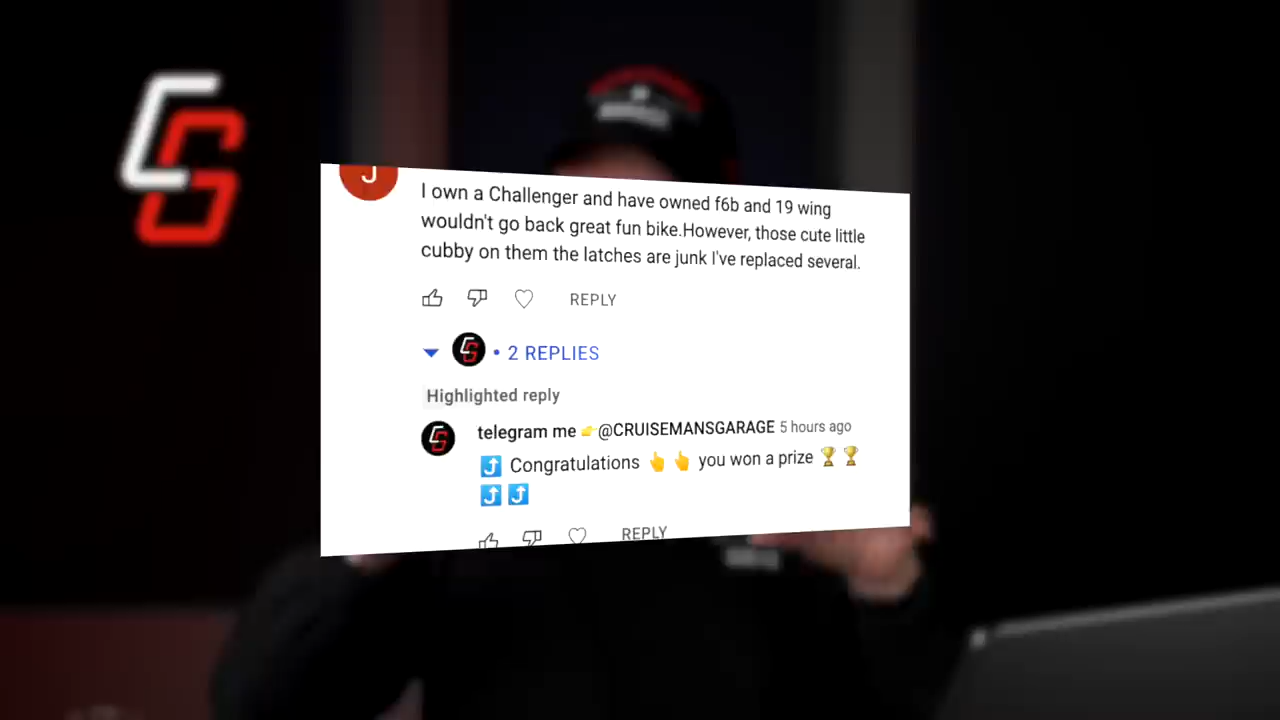 J
I own a Challenger and have owned f6b and 19 wing
wouldn't go back great fun bike.However, those cute little
cubby on them the latches are junk I've replaced several.
REPLY
• 2 REPLIES
Highlighted reply
telegram me 👉@CRUISEMANSGARAGE 5 hours ago
⤴️ Congratulations 👆 👆 you won a prize 🏆 🏆
⤴️ ⤴️
REPLY